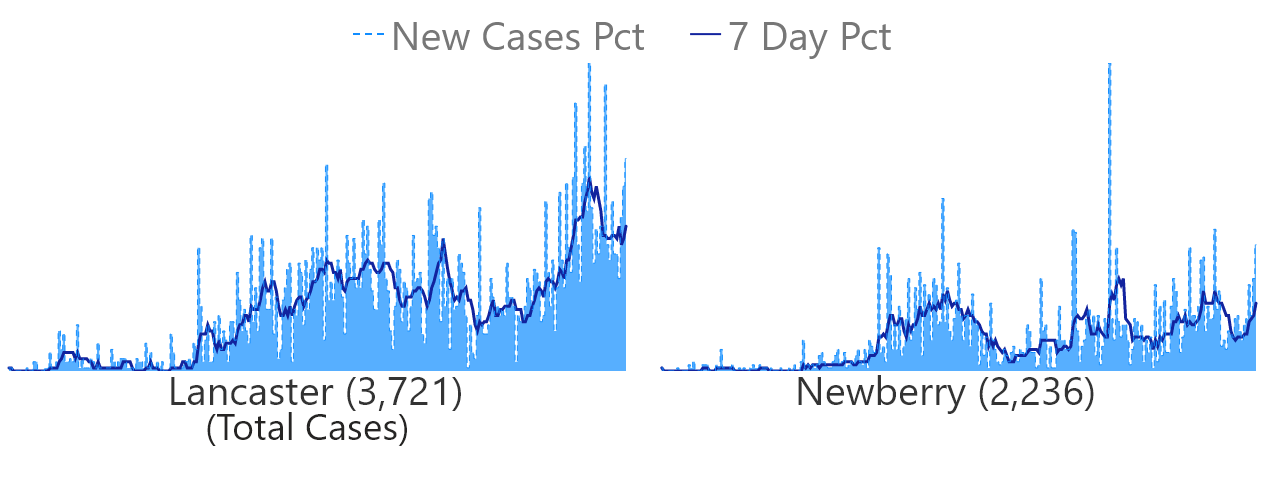 New Cases Pct 7 Day Pct
Lancaster (3,721) Newberry (2,236)
(Total Cases)